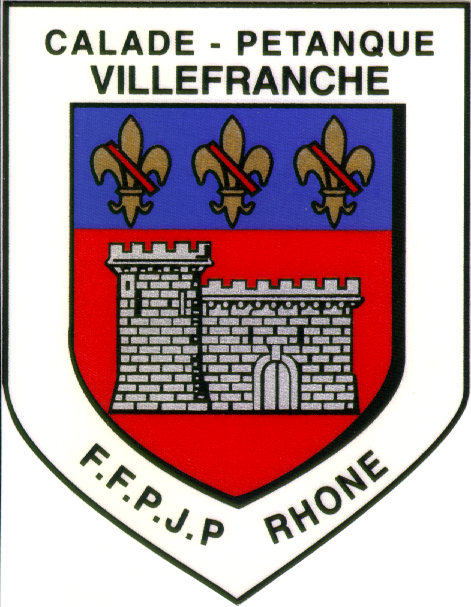 CALADE - PETANQUE
VILLEFRANCHE
F.F.P.J.P RHONE